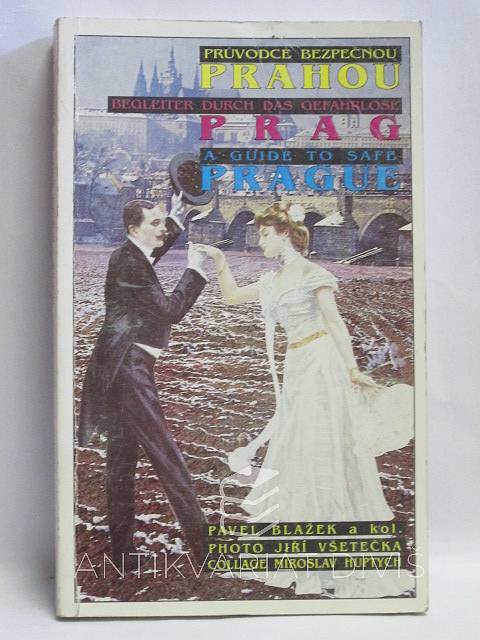 PRŮVODCE BEZPEČNOU
PRAHOU
BEGLEITER DURCH DAS GEFAHRLOSE
PRAG
A GUIDE TO SAFE
PRAGUE
PAVEL BLAŽEK a kol.
PHOTO JIŘÍ VŠETEČKA
COLLAGE MIROSLAV HUPTYCH
ANTIKVARIÁT DIVIŠ